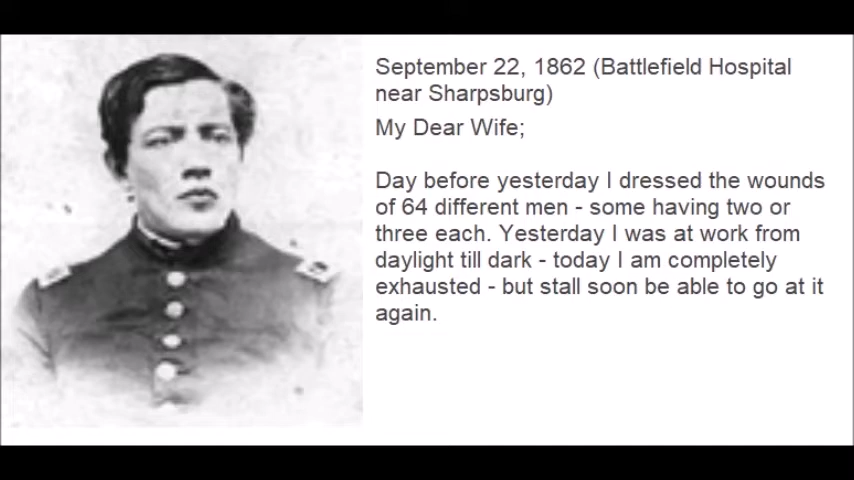 September 22, 1862 (Battlefield Hospital
near Sharpsburg)
My Dear Wife;
Day before yesterday I dressed the wounds
of 64 different men - some having two or
three each. Yesterday I was at work from
daylight till dark - today I am completely
exhausted - but stall soon be able to go at it
again.